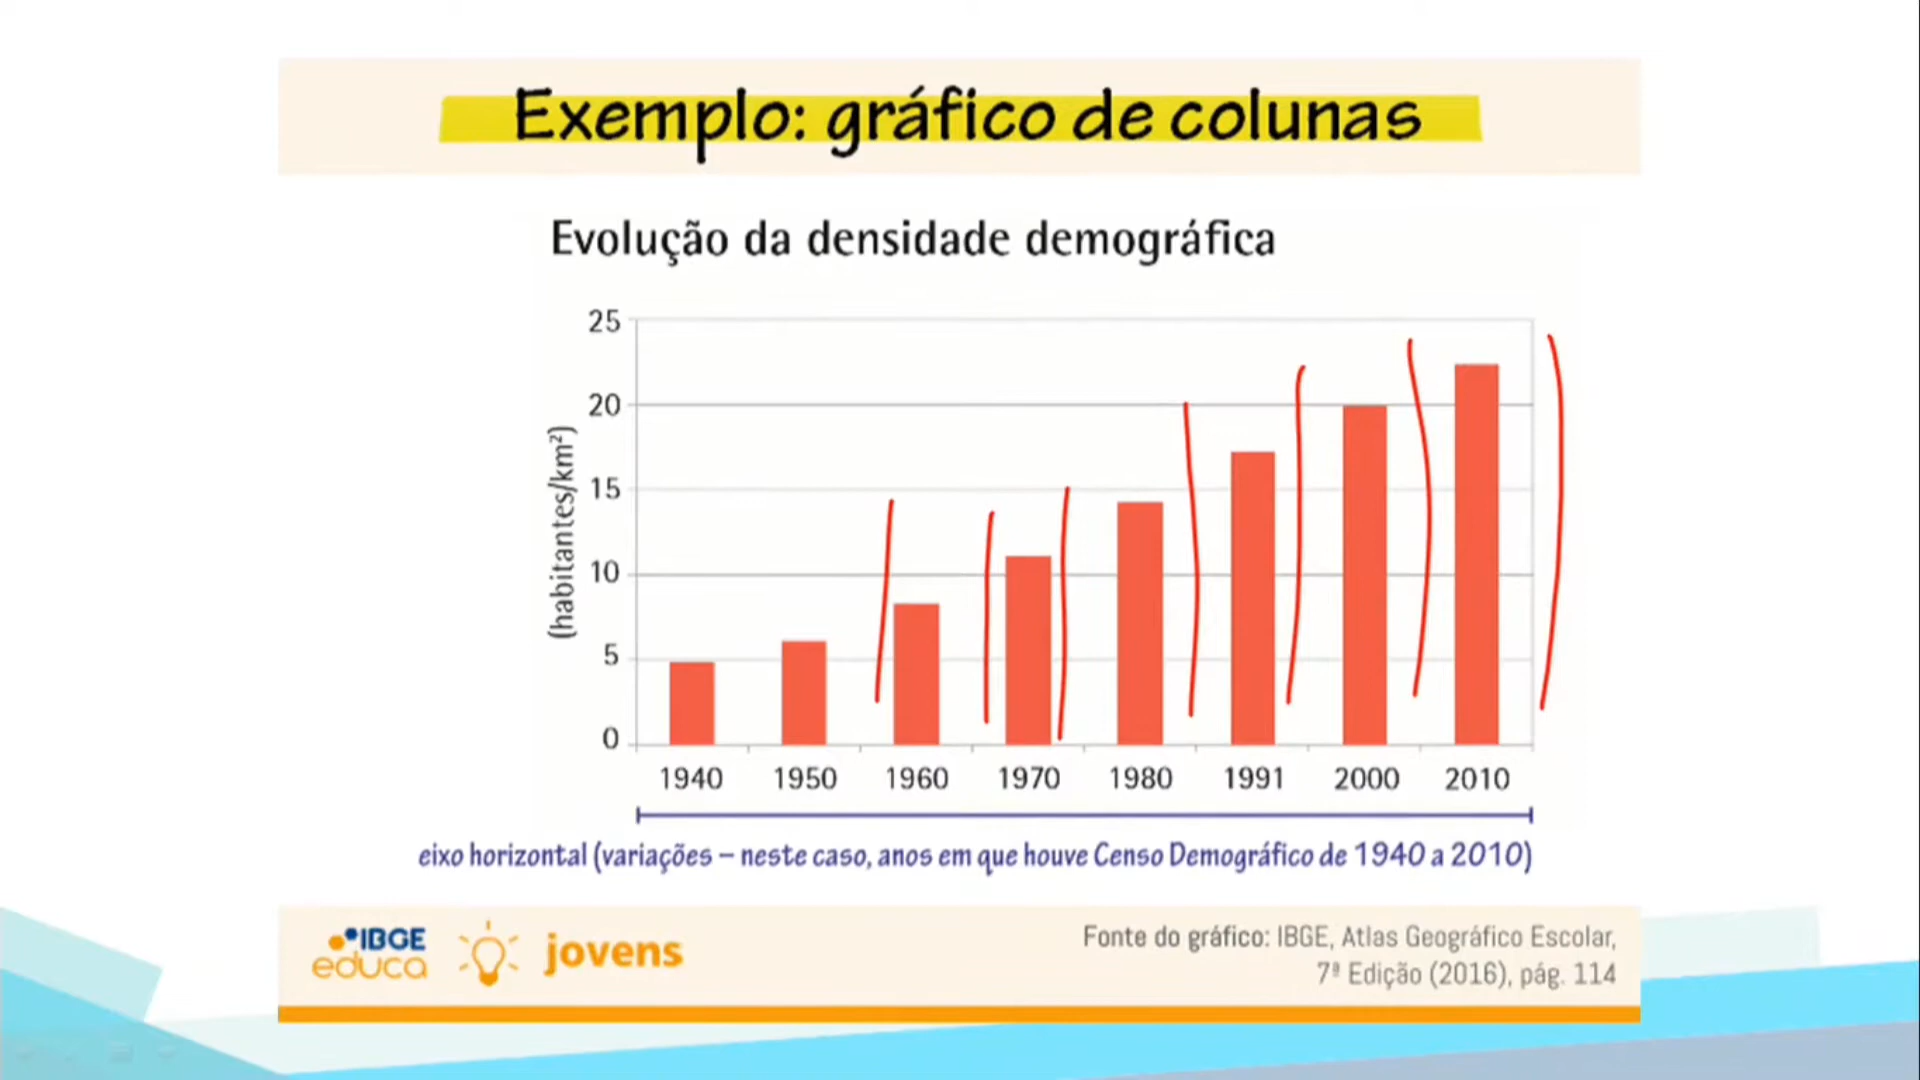 Exemplo: gráfico de colunas
Evolução da densidade demográfica
(habitantes/km²)
25
20
15
10
5
0
1940 1950 1960 1970 1980 1991 2000 2010
eixo horizontal (variações – neste caso, anos em que houve Censo Demográfico de 1940 a 2010)
IBGE
educa
jovens
Fonte do gráfico: IBGE, Atlas Geográfico Escolar,
7ª Edição (2016), pág. 114